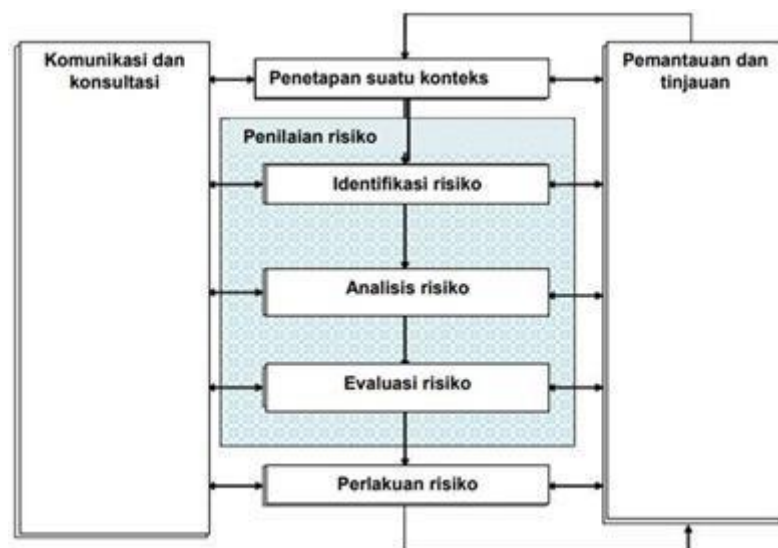 Komunikasi dan
konsultasi
Penetapan suatu konteks
Pemantauan dan
tinjauan
Penilaian risiko
Identifikasi risiko
Analisis risiko
Evaluasi risiko
Perlakuan risiko